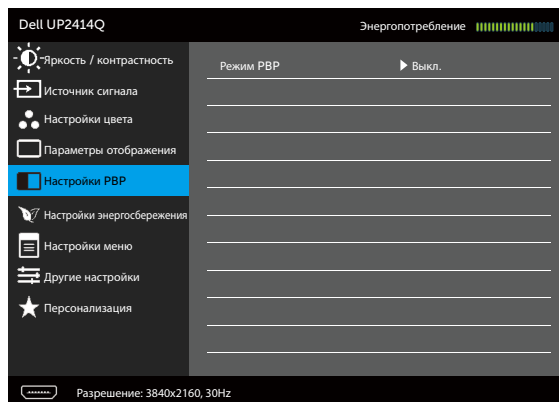 Dell UP2414Q
Энергопотребление
Яркость / контрастность
Режим PBP
Выкл.
Источник сигнала
Настройки цвета
Параметры отображения
Настройки PBP
Настройки энергосбережения
Настройки меню
Другие настройки
Персонализация
Разрешение: 3840x2160, 30Hz